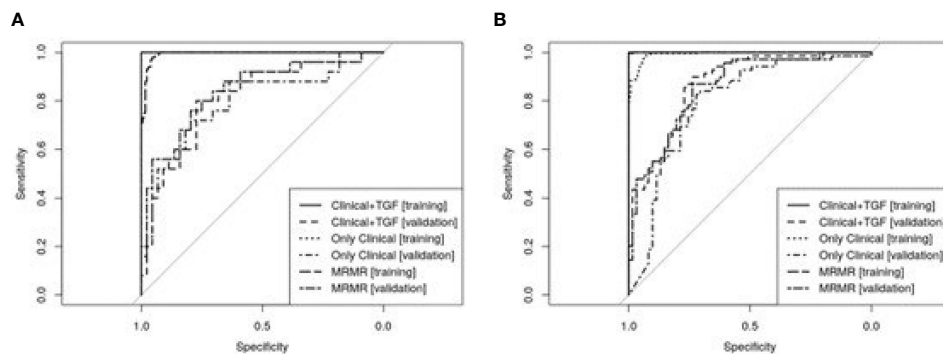 A
Sensitivity
1.0
0.8
0.6
0.4
0.2
0.0
Clinical+TGF [training]
Clinical+TGF [validation]
Only Clinical [training]
Only Clinical [validation]
MRMR [training]
MRMR [validation]
1.0 0.5 0.0
Specificity
B
Sensitivity
1.0
0.8
0.6
0.4
0.2
0.0
Clinical+TGF [training]
Clinical+TGF [validation]
Only Clinical [training]
Only Clinical [validation]
MRMR [training]
MRMR [validation]
1.0 0.5 0.0
Specificity